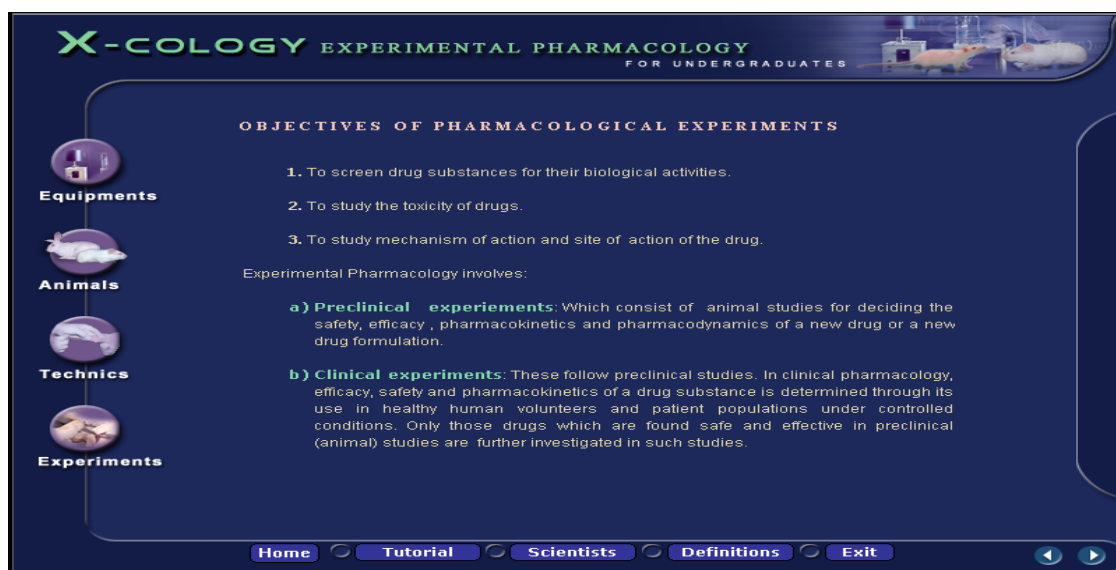 X-COLOGY EXPERIMENTAL PHARMACOLOGY
FOR UNDERGRADUATES
OBJECTIVES OF PHARMACOLOGICAL EXPERIMENTS
1. To screen drug substances for their biological activities.
Equipments
2. To study the toxicity of drugs.
3. To study mechanism of action and site of action of the drug.
Experimental Pharmacology involves:
Animals
a) Preclinical experiements: Which consist of animal studies for deciding the
safety, efficacy , pharmacokinetics and pharmacodynamics of a new drug or a new
drug formulation.
Technics
b) Clinical experiments: These follow preclinical studies. In clinical pharmacology,
efficacy, safety and pharmacokinetics of a drug substance is determined through its
use in healthy human volunteers and patient populations under controlled
conditions. Only those drugs which are found safe and effective in preclinical
(animal) studies are further investigated in such studies.
Experiments
Home Tutorial Scientists Definitions Exit